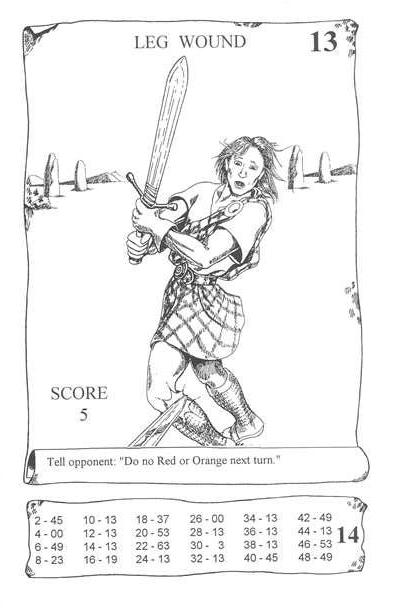 LEG WOUND 13
SCORE
5
Tell opponent: "Do no Red or Orange next turn."
2 - 45 10 - 13 18 - 37 26 - 00 34 - 13 42 - 49
4 - 00 12 - 13 20 - 53 28 - 13 36 - 13 44 - 13
6 - 49 14 - 13 22 - 63 30 - 3 38 - 13 46 - 53
8 - 23 16 - 19 24 - 13 32 - 13 40 - 45 48 - 49
14